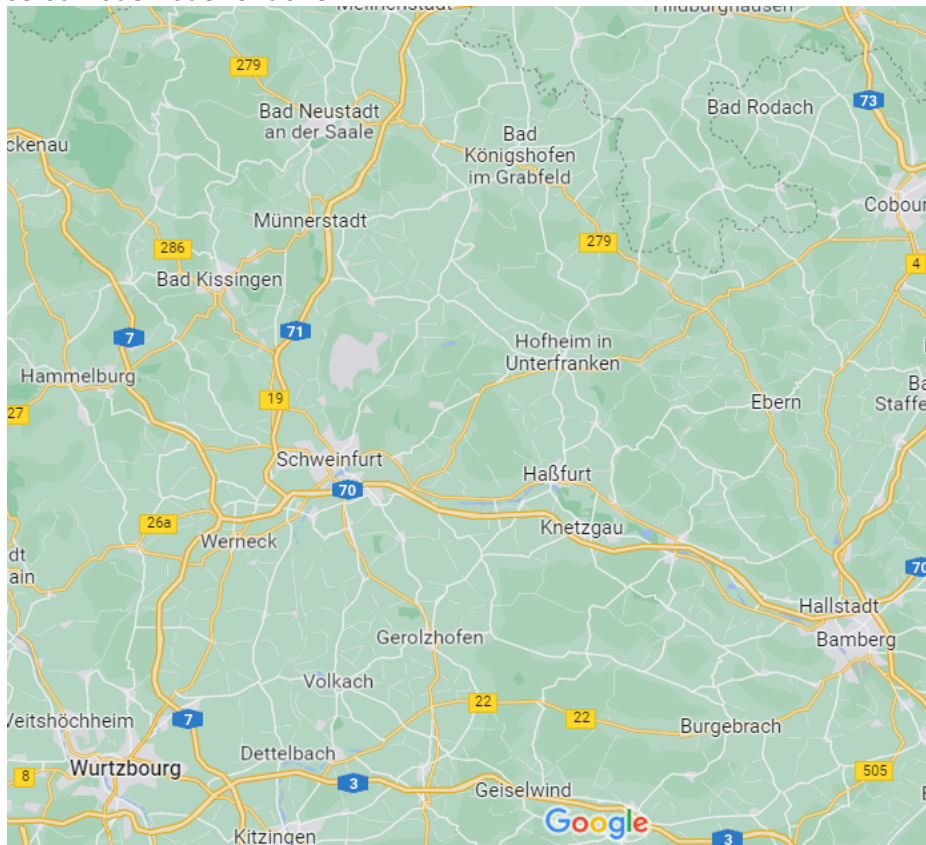 279
Bad Neustadt
an der Saale
Bad Rodach
73
ckenau
Bad
Königshofen
im Grabfeld
Münnerstadt
Cobour
286
279
4
Bad Kissingen
7
71
Hofheim in
Unterfranken
Hammelburg
19
Ebern
Ba
Staffe
27
Schweinfurt
Haßfurt
70
26a
Knetzgau
Werneck
dt
ain
70
Hallstadt
Gerolzhofen
Bamberg
Volkach
22
22
7
Veitshöchheim
Burgebrach
Dettelbach
Wurtzbourg
8
3
505
Geiselwind
Google
Kitzingen
3